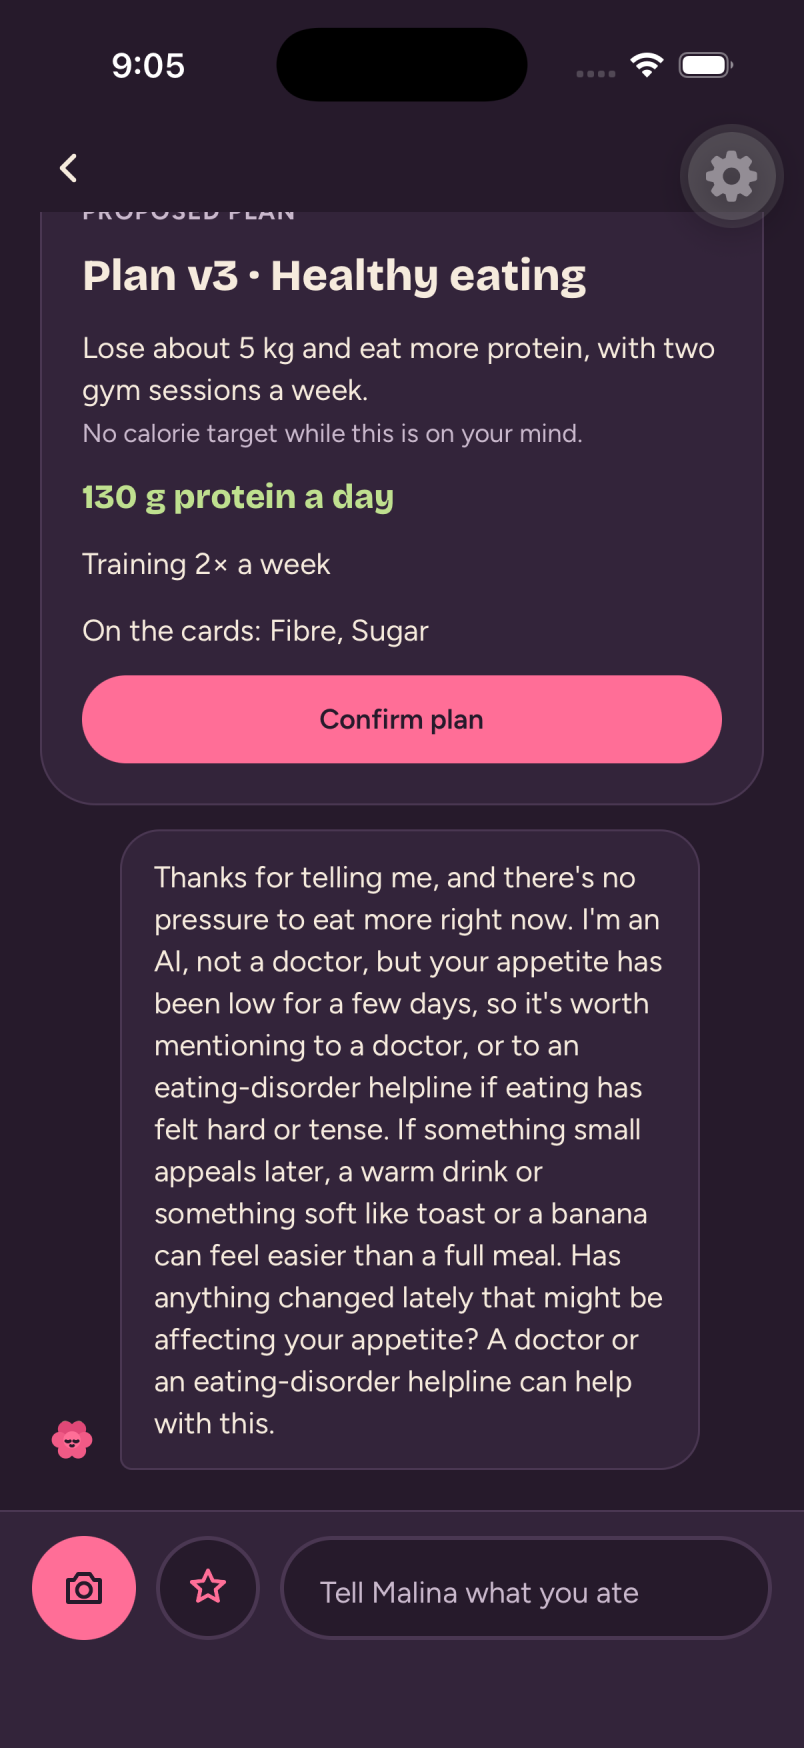 9:05
PROPOSED PLAN
Plan v3 · Healthy eating
Lose about 5 kg and eat more protein, with two
gym sessions a week.
No calorie target while this is on your mind.
130 g protein a day
Training 2× a week
On the cards: Fibre, Sugar
Confirm plan
Thanks for telling me, and there's no
pressure to eat more right now. I'm an
AI, not a doctor, but your appetite has
been low for a few days, so it's worth
mentioning to a doctor, or to an
eating-disorder helpline if eating has
felt hard or tense. If something small
appeals later, a warm drink or
something soft like toast or a banana
can feel easier than a full meal. Has
anything changed lately that might be
affecting your appetite? A doctor or
an eating-disorder helpline can help
with this.
Tell Malina what you ate